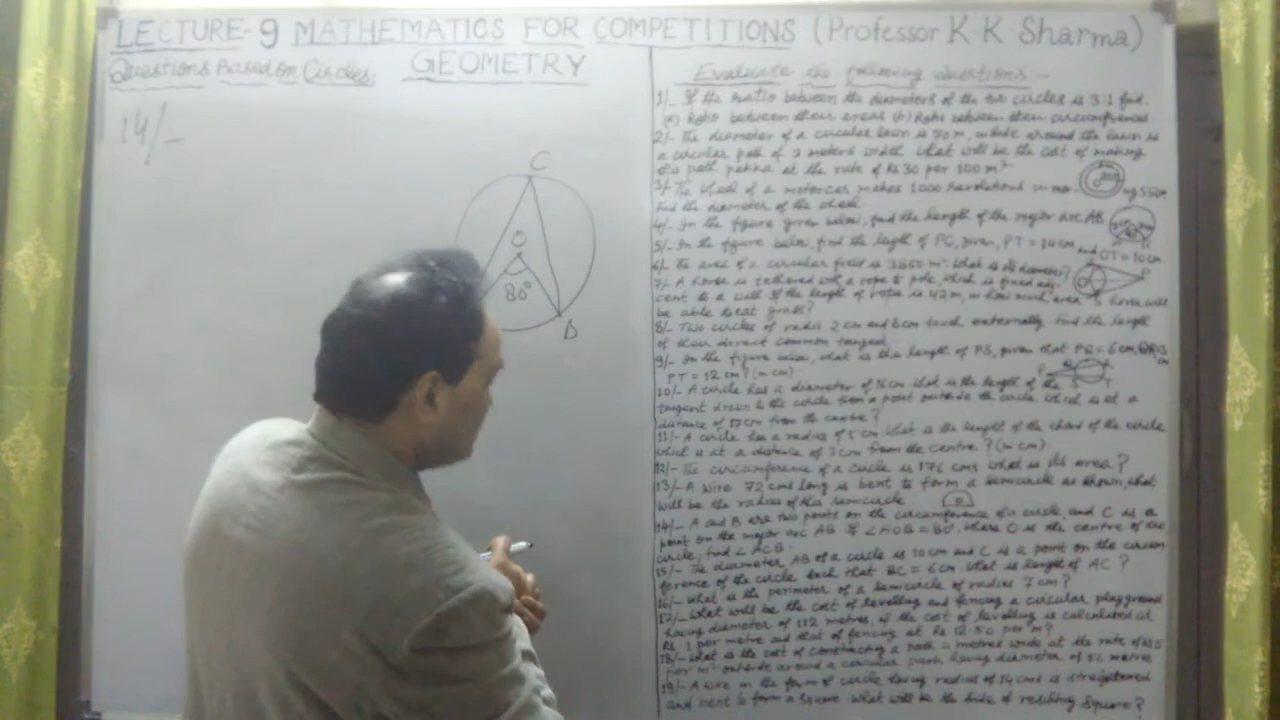 LECTURE-9 MATHEMATICS FOR COMPETITIONS (Professor K.K. Sharma)
Questions Based on Circles: GEOMETRY
14/-
C
O
80°
B
Evaluate the following questions:-
1/- If the ratio between the diameters of the two circles is 3:1 find
(a) Ratio between their areas (b) Ratio between their circumferences
2/- The diameter of a circular lawn is 70 m, around the lawn is
a circular path of 3 meters width. What will be the cost of making
this path pakka at the rate of Rs 30 per 100 m²
3/- The wheel of a motorcar makes 1000 revolutions in
Find the diameter of the wheel
4/- In the figure given below, find the length of the major arc AB
5/- In the figure below, find the length of PC, given, PT = 14 cm and OT = 10 cm
6/- The area of a circular field is 3850 m². What is its diameter?
7/- A horse is tethered with a rope to pole, which is fixed adja-
cent to a wall. If the length of rope is 42 m, in how much area horse will
be able to eat grass?
8/- Two circles of radii 2 cm and 8 cm touch externally. Find the length
of their direct common tangent
9/- In the figure below, what is the length of PS, given that PQ = 6 cm,
PT = 12 cm? (in cm)
10/- A circle has a diameter of 16 cm. What is the length of the
tangent drawn to the circle from a point outside the circle which is at a
distance of 17 cm from the centre?
11/- A circle has a radius of 5 cm what is the length of the chord of the circle
which is at a distance of 3 cm from the centre? (in cm)
12/- The circumference of a circle is 176 cms what is its area?
13/- A wire 72 cms long is bent to form a semicircle as shown, what
will be the radius of this semicircle
14/- A and B are two points on the circumference of a circle and C is a
point on the major arc AB. If ∠AOB = 80° where O is the centre of the
circle, find ∠ACB.
15/- The diameter AB of a circle is 10 cm and C is a point on the circum
ference of the circle such that BC = 6 cm what is length of AC?
16/- What is the perimeter of a semicircle of radius 7 cm?
17/- What will be the cost of levelling and fencing a circular playground
having diameter of 112 metres, if the cost of levelling is calculated at
Rs 1 per metre and that of fencing at Rs 12.50 per m?
18/- What is the cost of constructing a path metres wide at the rate of Rs 5
per m² outside around a circular park having diameter of 56 metres
19/- A wire in the form of circle having radius of 14 cms is straightened
and bent to form a square. What will be the side of resulting square?